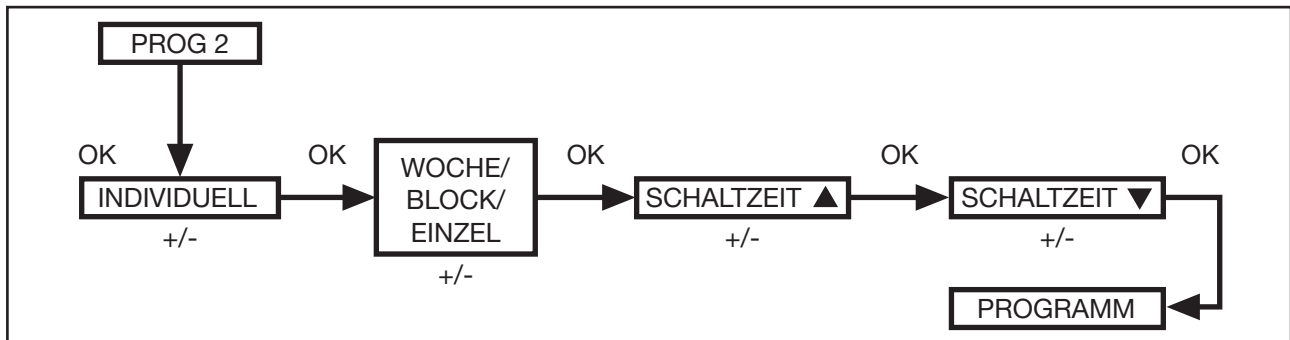 PROG 2
OK
INDIVIDUELL
+/-
OK
WOCHE/
BLOCK/
EINZEL
+/-
OK
SCHALTZEIT ▲
+/-
OK
SCHALTZEIT ▼
+/-
OK
PROGRAMM